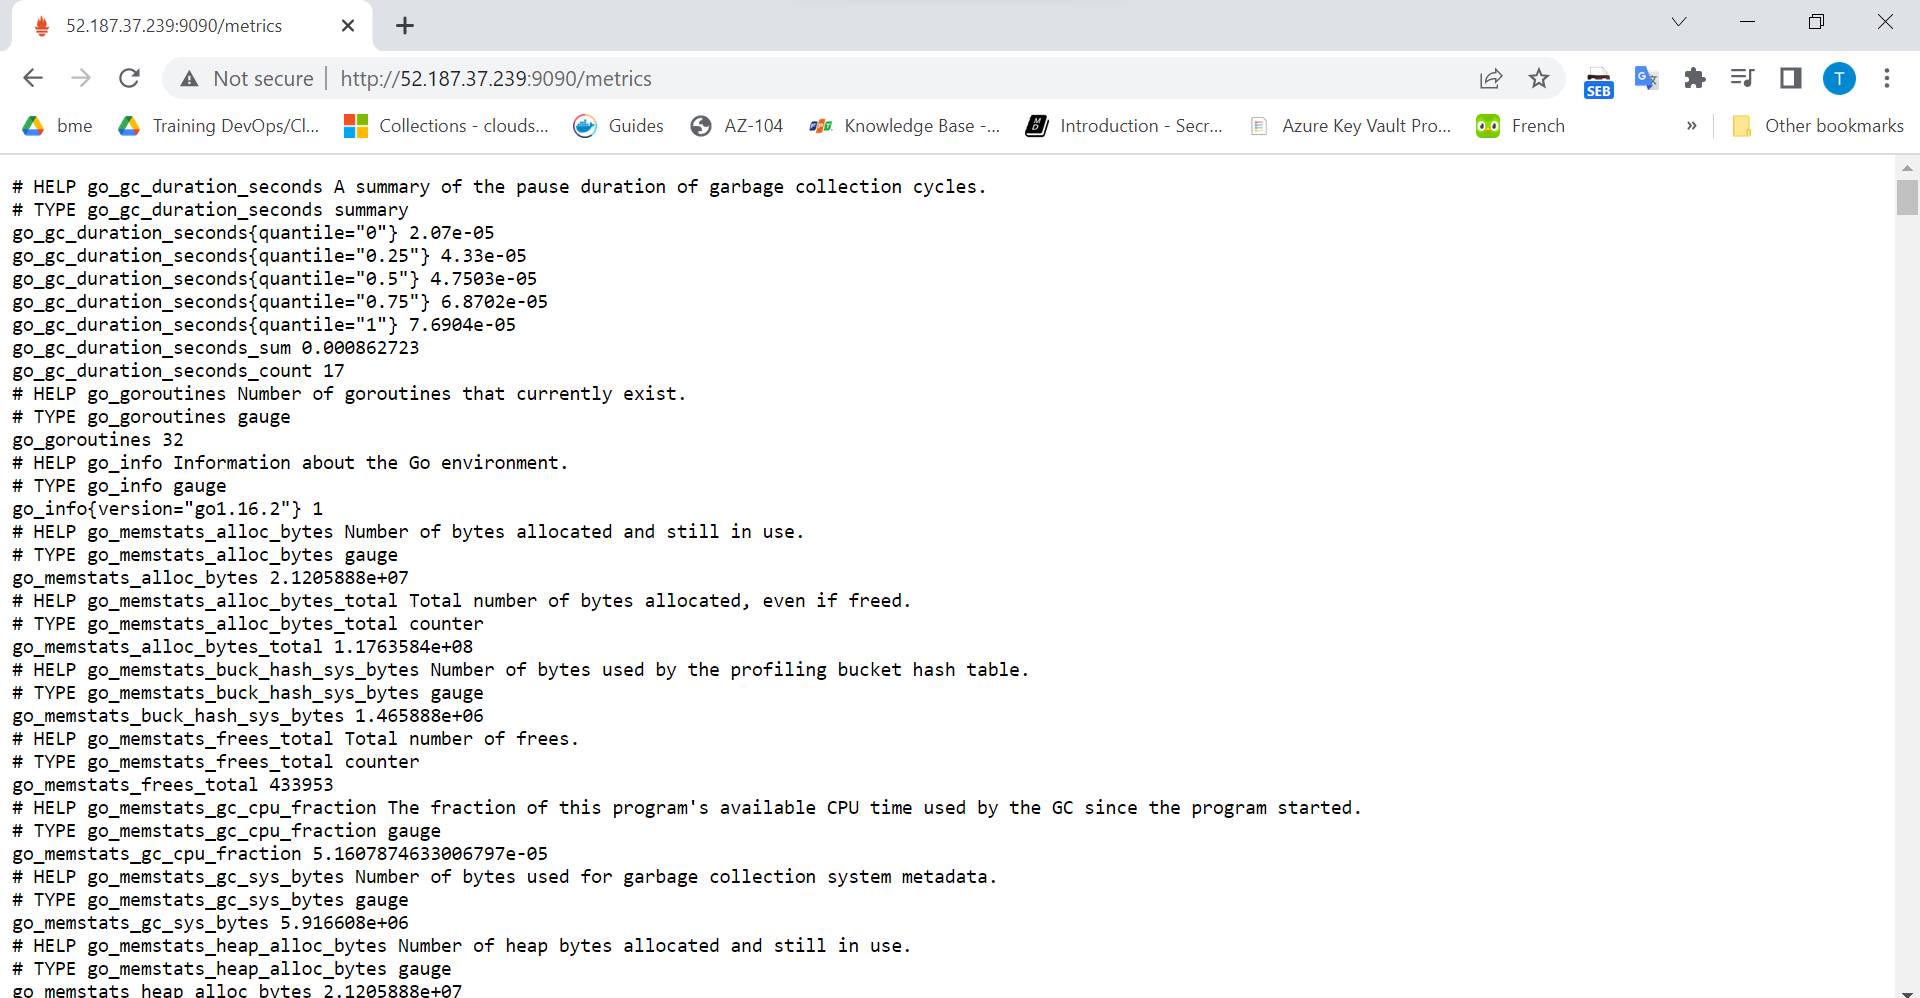 52.187.37.239:9090/metrics
Not secure http://52.187.37.239:9090/metrics
SEB
G
T
bme
Training DevOps/Cl...
Collections - clouds...
Guides
AZ-104
FPT.
Knowledge Base -...
MD
Introduction - Secr...
Azure Key Vault Pro...
French
»
Other bookmarks
# HELP go_gc_duration_seconds A summary of the pause duration of garbage collection cycles.
# TYPE go_gc_duration_seconds summary
go_gc_duration_seconds{quantile="0"} 2.07e-05
go_gc_duration_seconds{quantile="0.25"} 4.33e-05
go_gc_duration_seconds{quantile="0.5"} 4.7503e-05
go_gc_duration_seconds{quantile="0.75"} 6.8702e-05
go_gc_duration_seconds{quantile="1"} 7.6904e-05
go_gc_duration_seconds_sum 0.000862723
go_gc_duration_seconds_count 17
# HELP go_goroutines Number of goroutines that currently exist.
# TYPE go_goroutines gauge
go_goroutines 32
# HELP go_info Information about the Go environment.
# TYPE go_info gauge
go_info{version="go1.16.2"} 1
# HELP go_memstats_alloc_bytes Number of bytes allocated and still in use.
# TYPE go_memstats_alloc_bytes gauge
go_memstats_alloc_bytes 2.1205888e+07
# HELP go_memstats_alloc_bytes_total Total number of bytes allocated, even if freed.
# TYPE go_memstats_alloc_bytes_total counter
go_memstats_alloc_bytes_total 1.1763584e+08
# HELP go_memstats_buck_hash_sys_bytes Number of bytes used by the profiling bucket hash table.
# TYPE go_memstats_buck_hash_sys_bytes gauge
go_memstats_buck_hash_sys_bytes 1.465888e+06
# HELP go_memstats_frees_total Total number of frees.
# TYPE go_memstats_frees_total counter
go_memstats_frees_total 433953
# HELP go_memstats_gc_cpu_fraction The fraction of this program's available CPU time used by the GC since the program started.
# TYPE go_memstats_gc_cpu_fraction gauge
go_memstats_gc_cpu_fraction 5.1607874633006797e-05
# HELP go_memstats_gc_sys_bytes Number of bytes used for garbage collection system metadata.
# TYPE go_memstats_gc_sys_bytes gauge
go_memstats_gc_sys_bytes 5.916608e+06
# HELP go_memstats_heap_alloc_bytes Number of heap bytes allocated and still in use.
# TYPE go_memstats_heap_alloc_bytes gauge
go_memstats_heap_alloc_bytes 2.1205888e+07